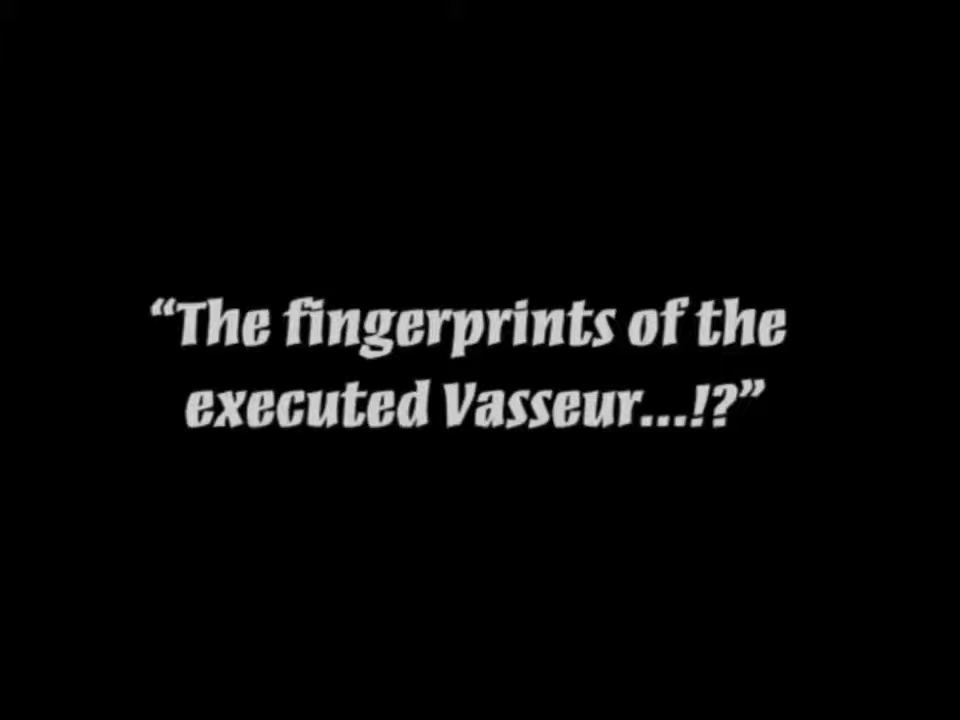 “The fingerprints of the
executed Vasseur...!?”